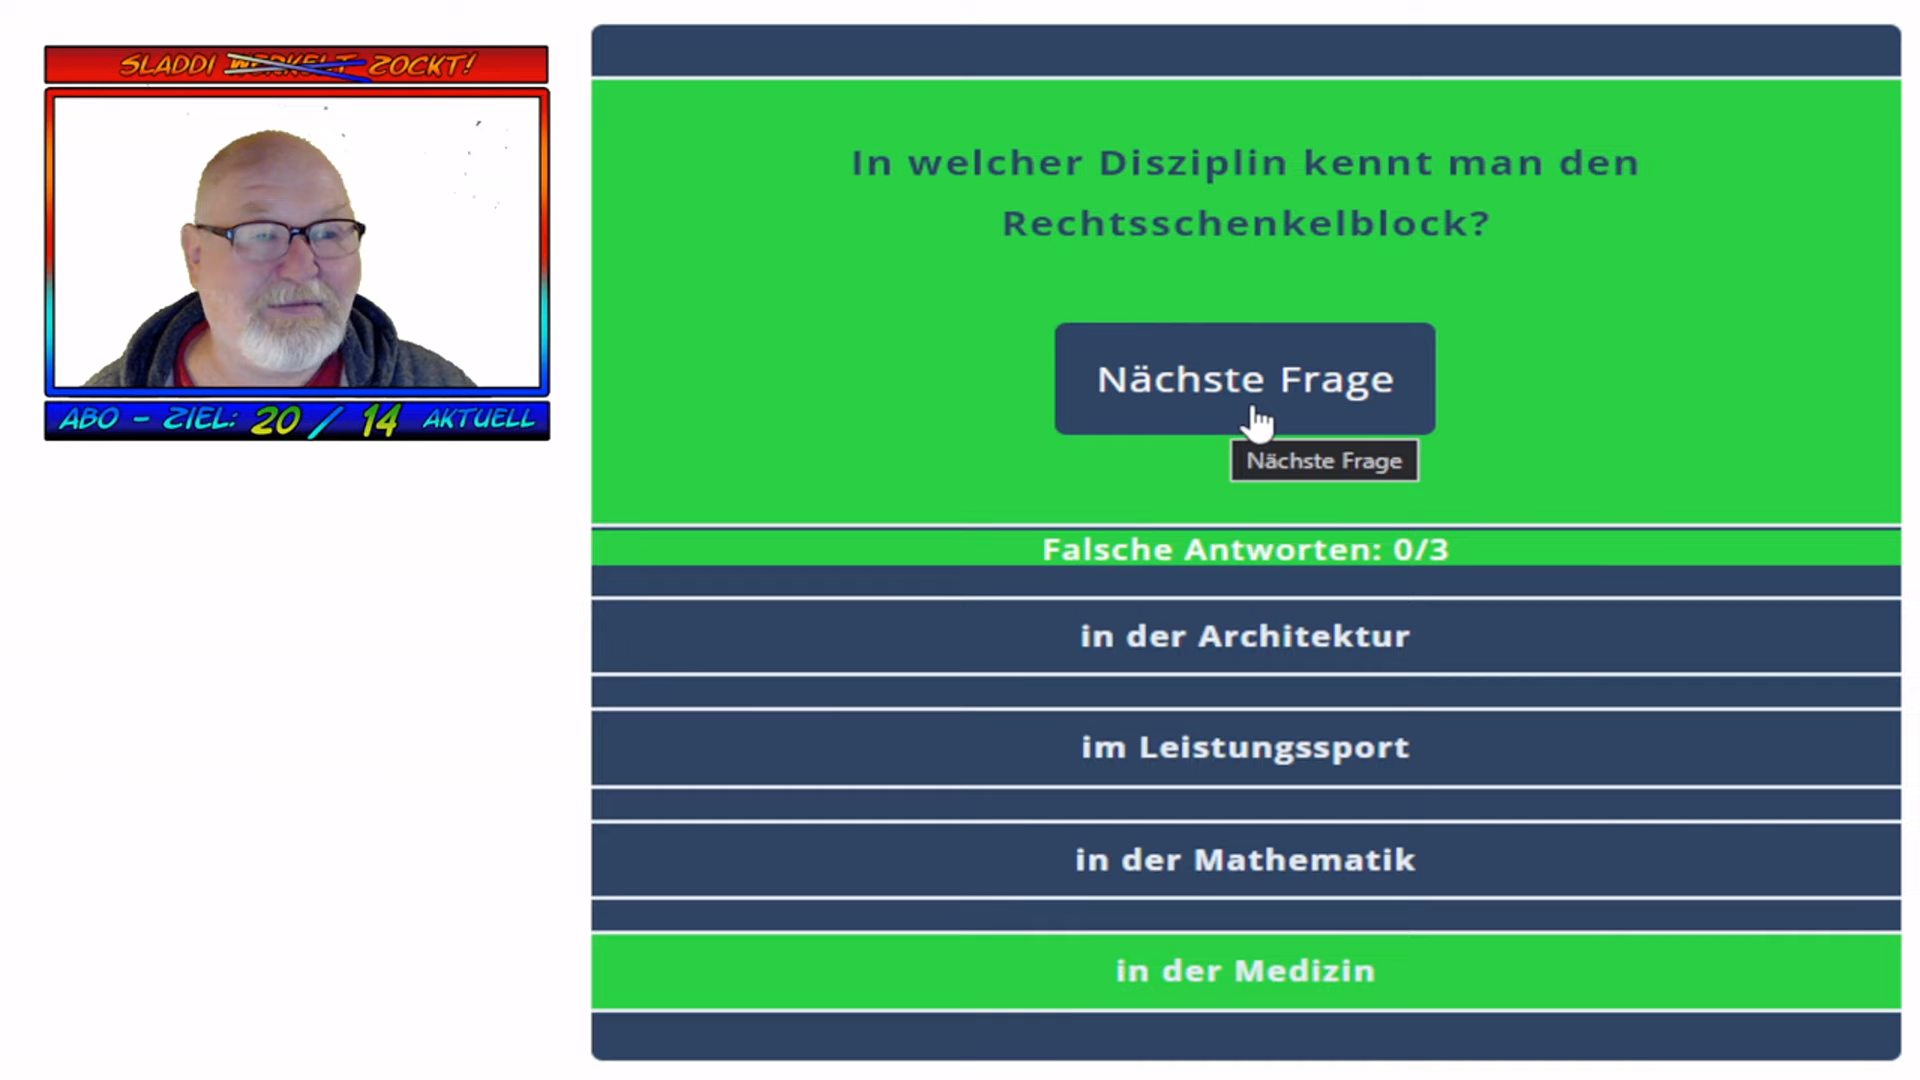 SLADDI WERKELT ZOCKT!
ABO - ZIEL: 20 / 14 AKTUELL
In welcher Disziplin kennt man den
Rechtsschenkelblock?
Nächste Frage
Nächste Frage
Falsche Antworten: 0/3
in der Architektur
im Leistungssport
in der Mathematik
in der Medizin